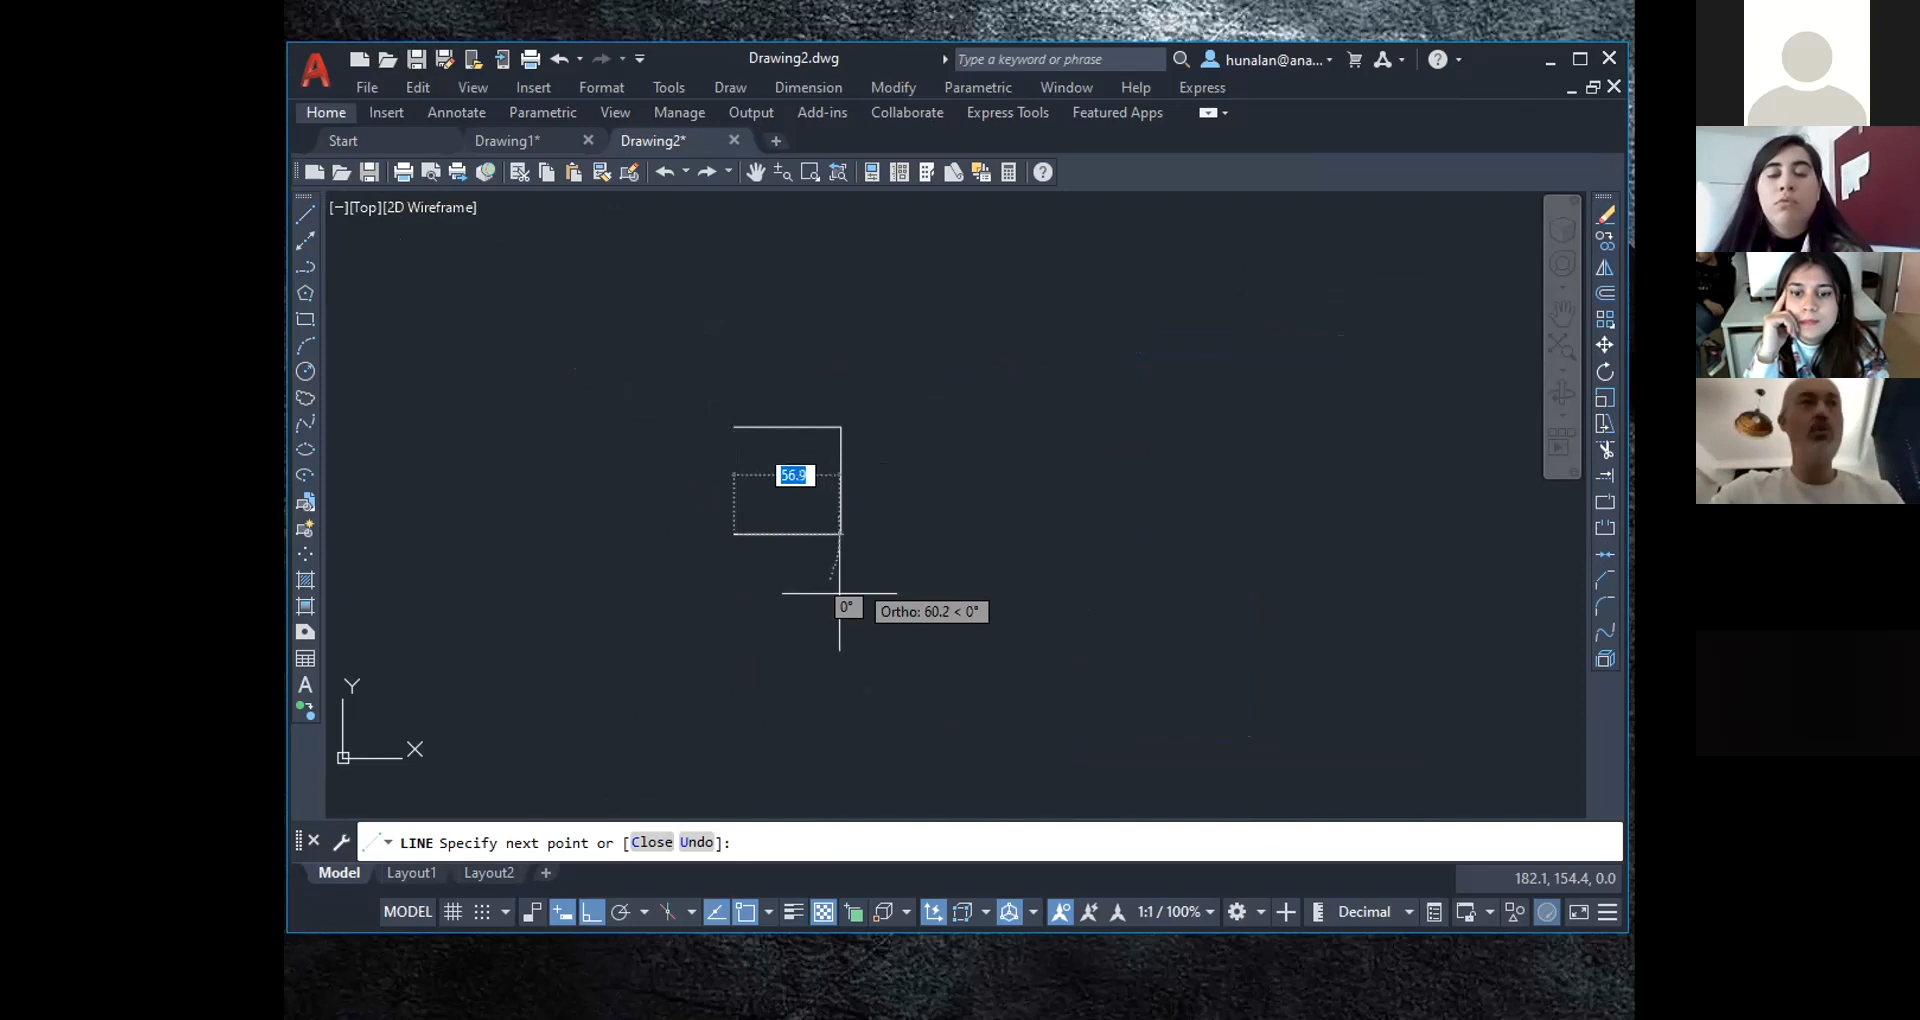 Drawing2.dwg
Type a keyword or phrase
hunalan@ana...
File Edit View Insert Format Tools Draw Dimension Modify Parametric Window Help Express
Home Insert Annotate Parametric View Manage Output Add-ins Collaborate Express Tools Featured Apps
Start Drawing1* Drawing2*
[−][Top][2D Wireframe]
56.9
0°
Ortho: 60.2 < 0°
Y
X
LINE Specify next point or [Close Undo]:
Model Layout1 Layout2
182.1, 154.4, 0.0
MODEL 1:1 / 100% Decimal